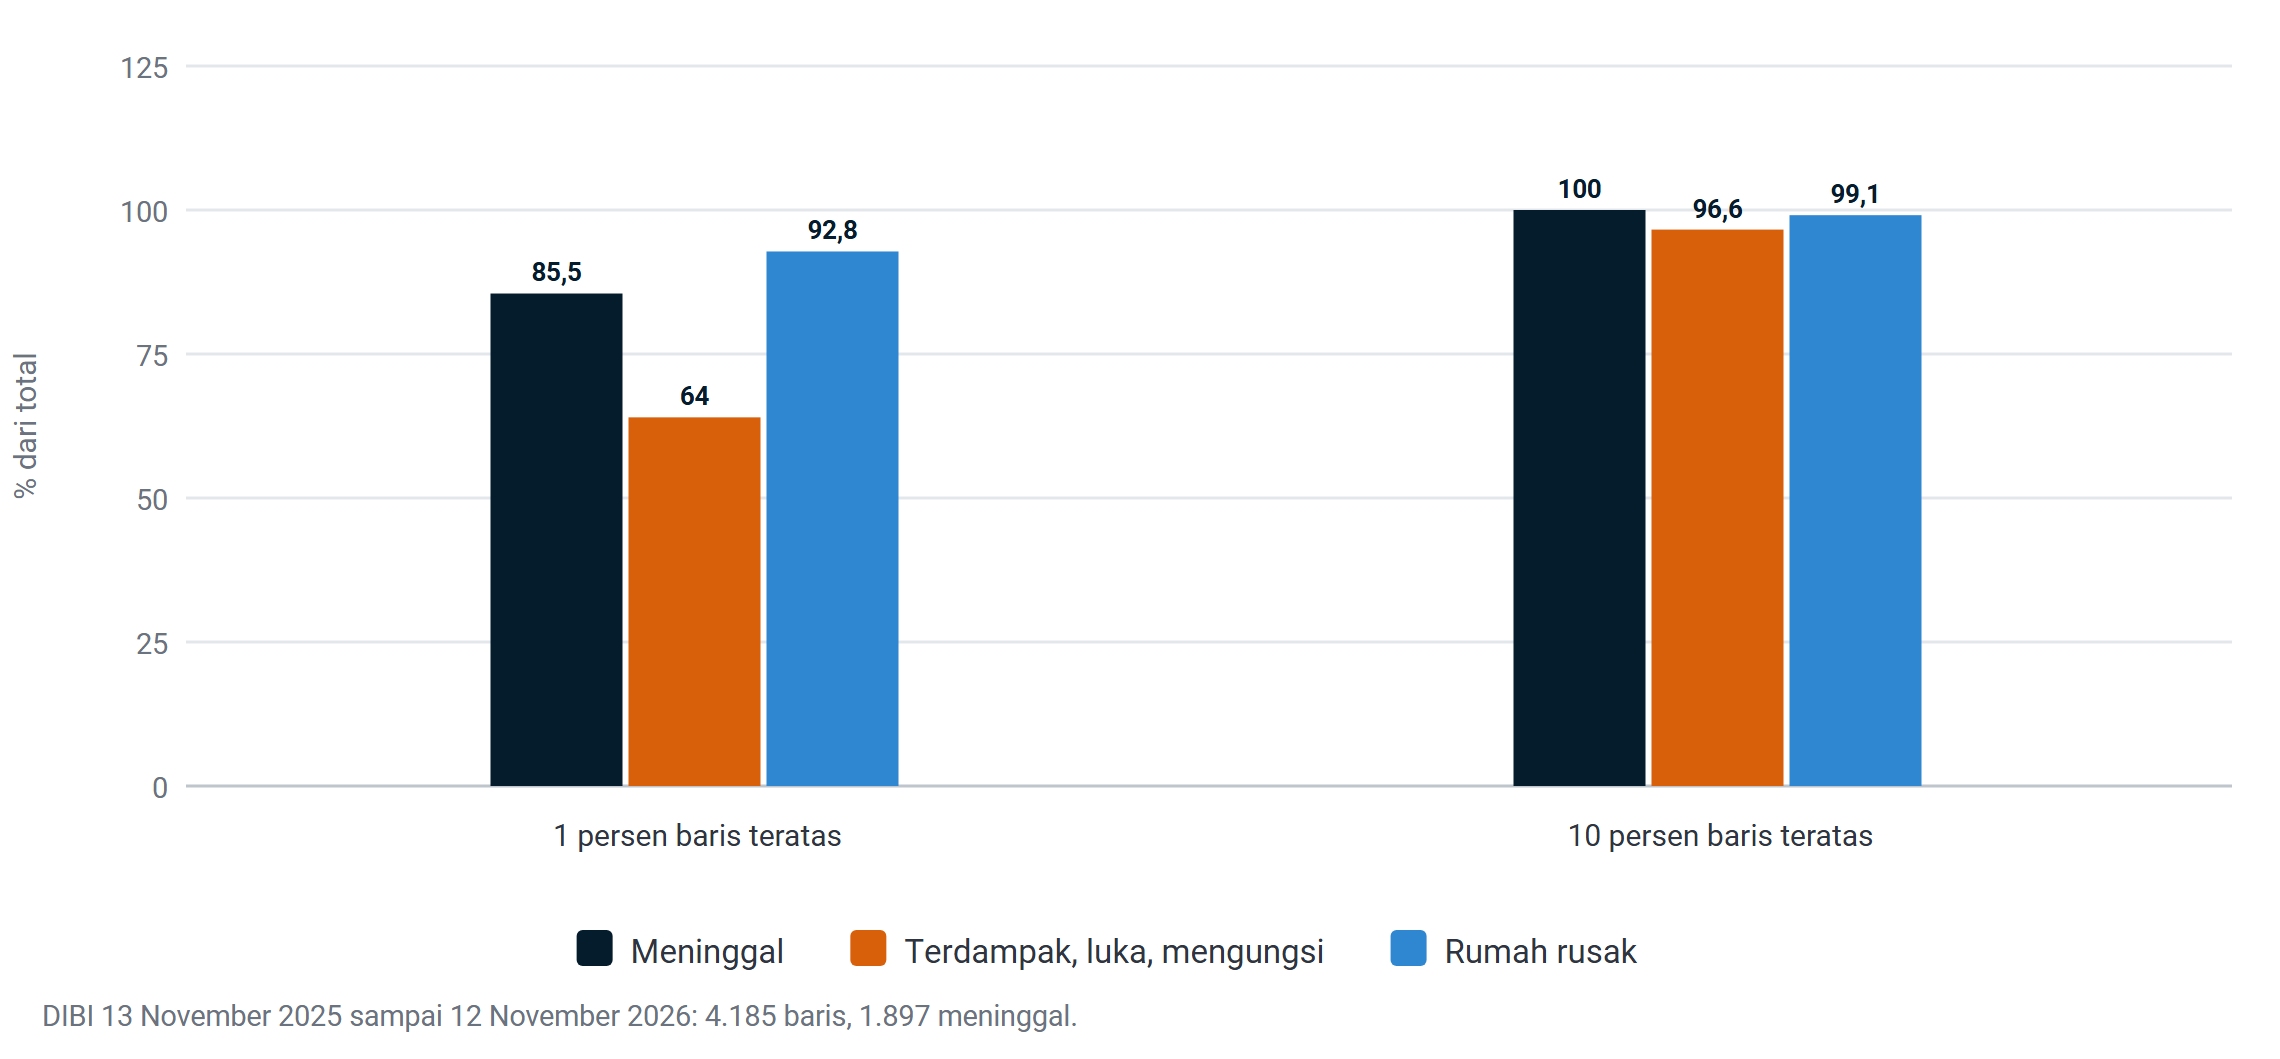 % dari total
125
100
75
50
25
0
85,5
64
92,8
100
96,6
99,1
1 persen baris teratas
10 persen baris teratas
Meninggal
Terdampak, luka, mengungsi
Rumah rusak
DIBI 13 November 2025 sampai 12 November 2026: 4.185 baris, 1.897 meninggal.